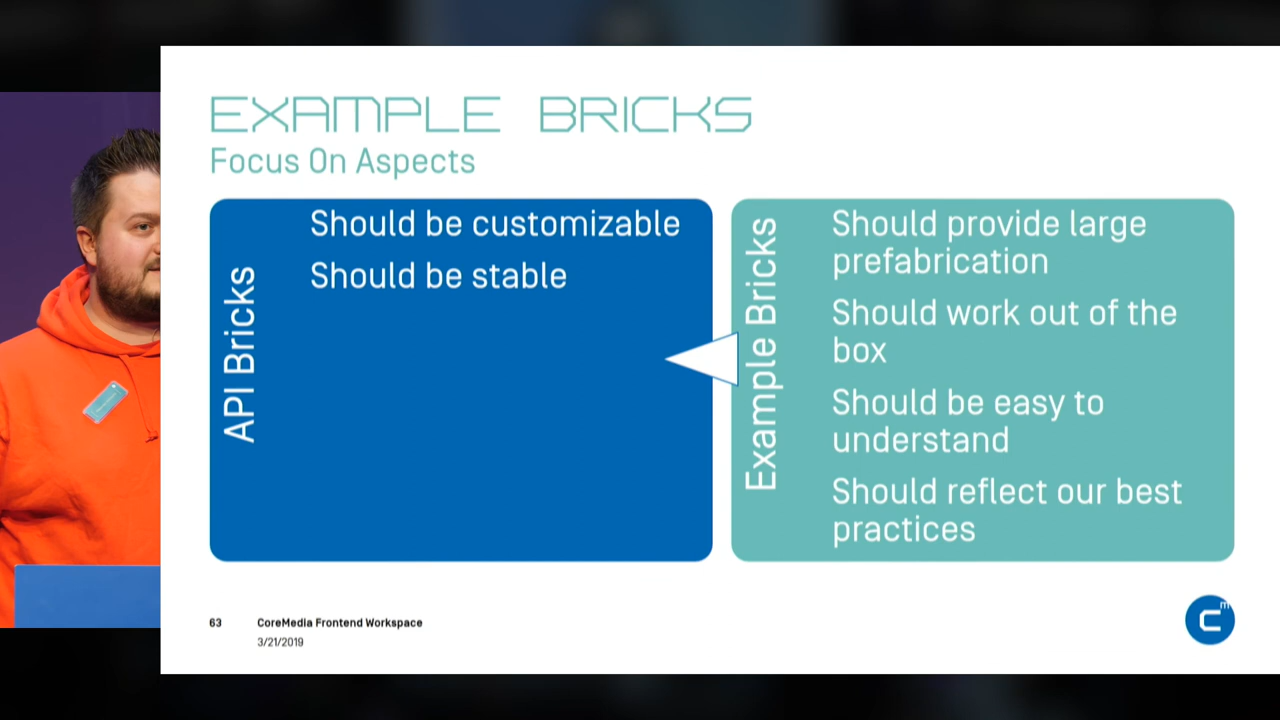 EXAMPLE BRICKS
Focus On Aspects
API Bricks
Should be customizable
Should be stable
Example Bricks
Should provide large
prefabrication
Should work out of the
box
Should be easy to
understand
Should reflect our best
practices
63
CoreMedia Frontend Workspace
3/21/2019
Cm